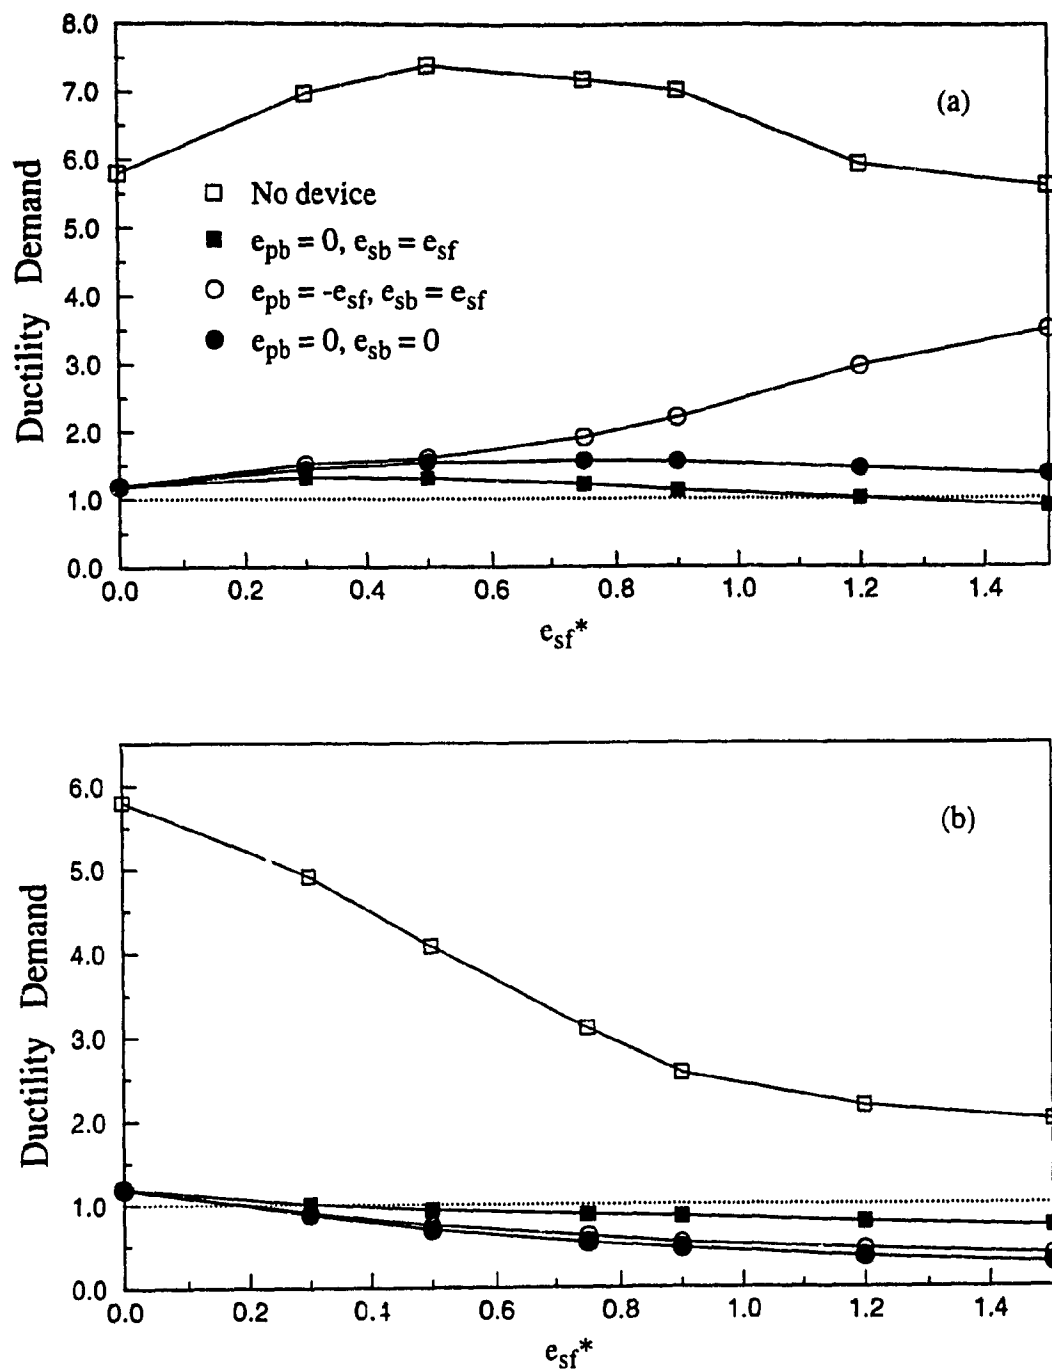 8.0
(a)
7.0
6.0
No device
5.0
e_pb = 0, e_sb = e_sf
4.0
e_pb = -e_sf, e_sb = e_sf
e_pb = 0, e_sb = 0
3.0
2.0
1.0
0.0
Ductility Demand
0.0 0.2 0.4 0.6 0.8 1.0 1.2 1.4
e_sf*
(b)
6.0
5.0
4.0
3.0
2.0
1.0
0.0
Ductility Demand
0.0 0.2 0.4 0.6 0.8 1.0 1.2 1.4
e_sf*